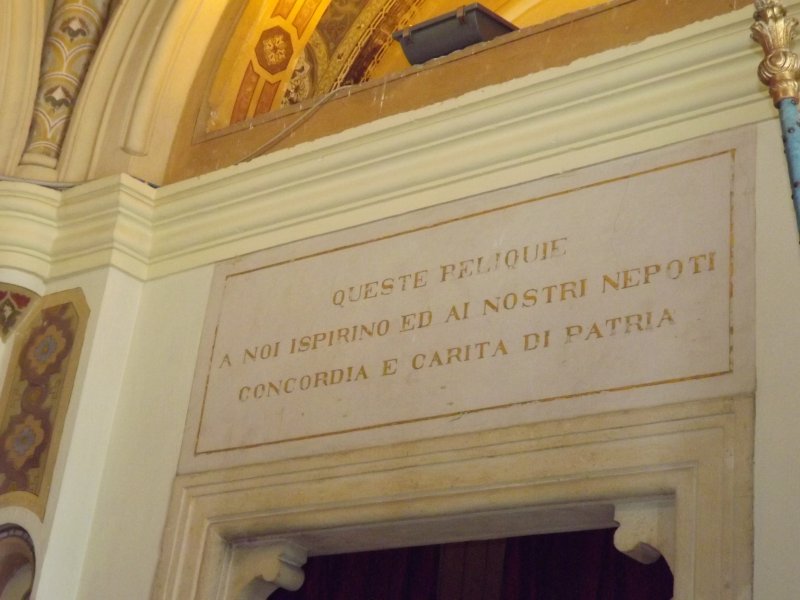 QUESTE RELIQUIE
A NOI ISPIRINO ED AI NOSTRI NEPOTI
CONCORDIA E CARITA DI PATRIA